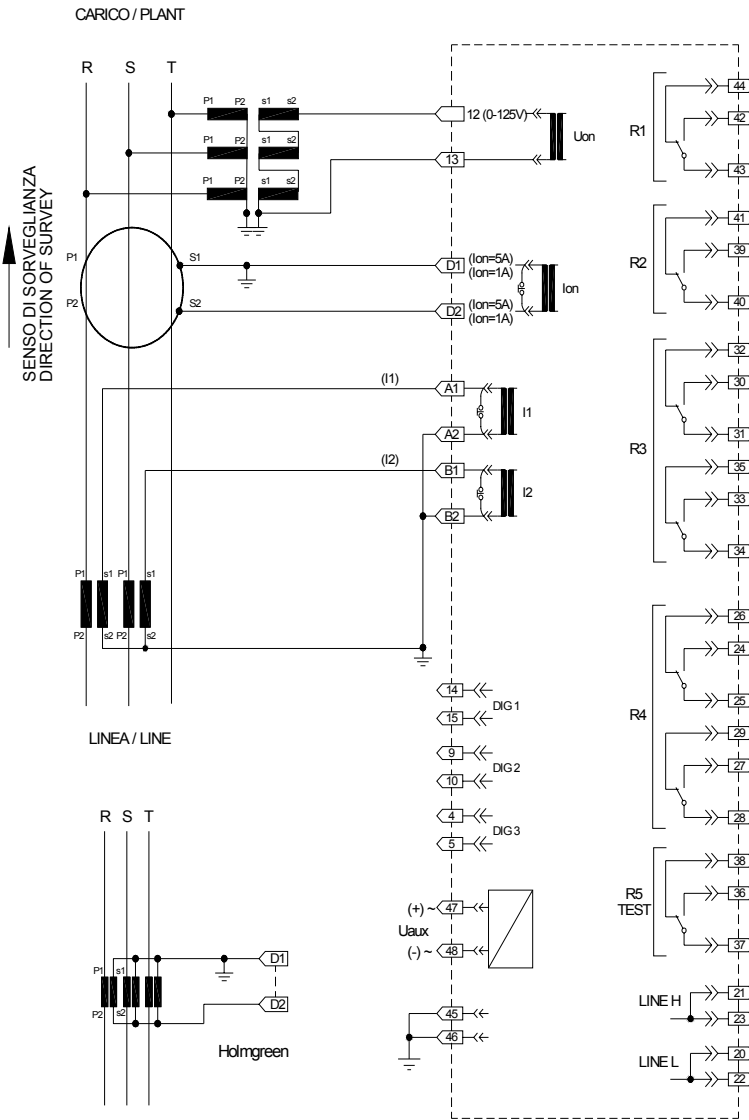 CARICO / PLANT
R S T
P1 P2 s1 s2
P1 P2 s1 s2
P1 P2 s1 s2
12 (0-125V)
13
Uon
SENSO DI SORVEGLIANZA
DIRECTION OF SURVEY
P1
P2
S1
S2
D1 (Ion=5A)
(Ion=1A)
D2 (Ion=5A)
(Ion=1A)
Ion
(I1)
A1
A2
I1
(I2)
B1
B2
I2
P1 s1 P1 s1
P2 s2 P2 s2
LINEA / LINE
14
15
DIG 1
9
10
DIG 2
4
5
DIG 3
(+) ~ 47
Uaux
(-) ~ 48
45
46
R S T
P1 s1
P2 s2
D1
D2
Holmgreen
R1
44
42
43
R2
41
39
40
R3
32
30
31
35
33
34
R4
26
24
25
29
27
28
R5
TEST
38
36
37
LINE H
21
23
LINE L
20
22